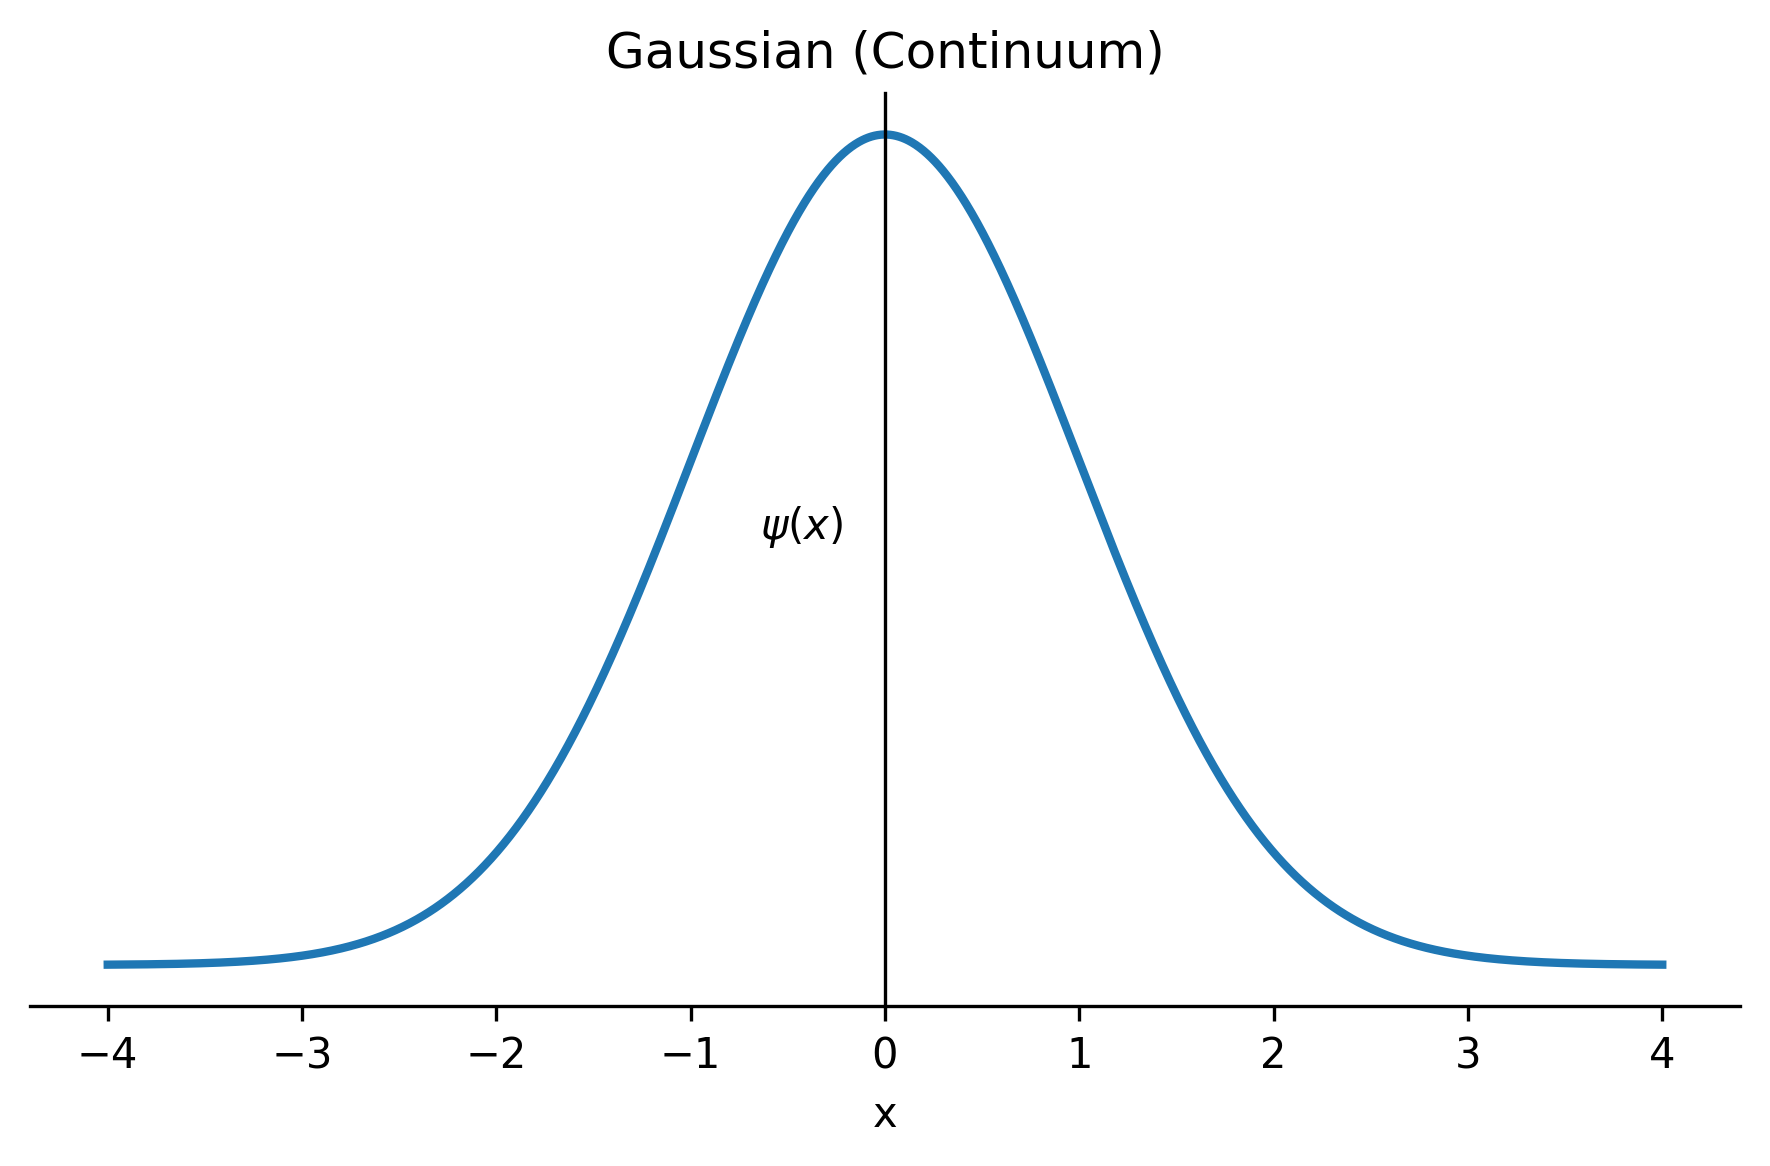 Gaussian (Continuum)
ψ(x)
−4 −3 −2 −1 0 1 2 3 4
x